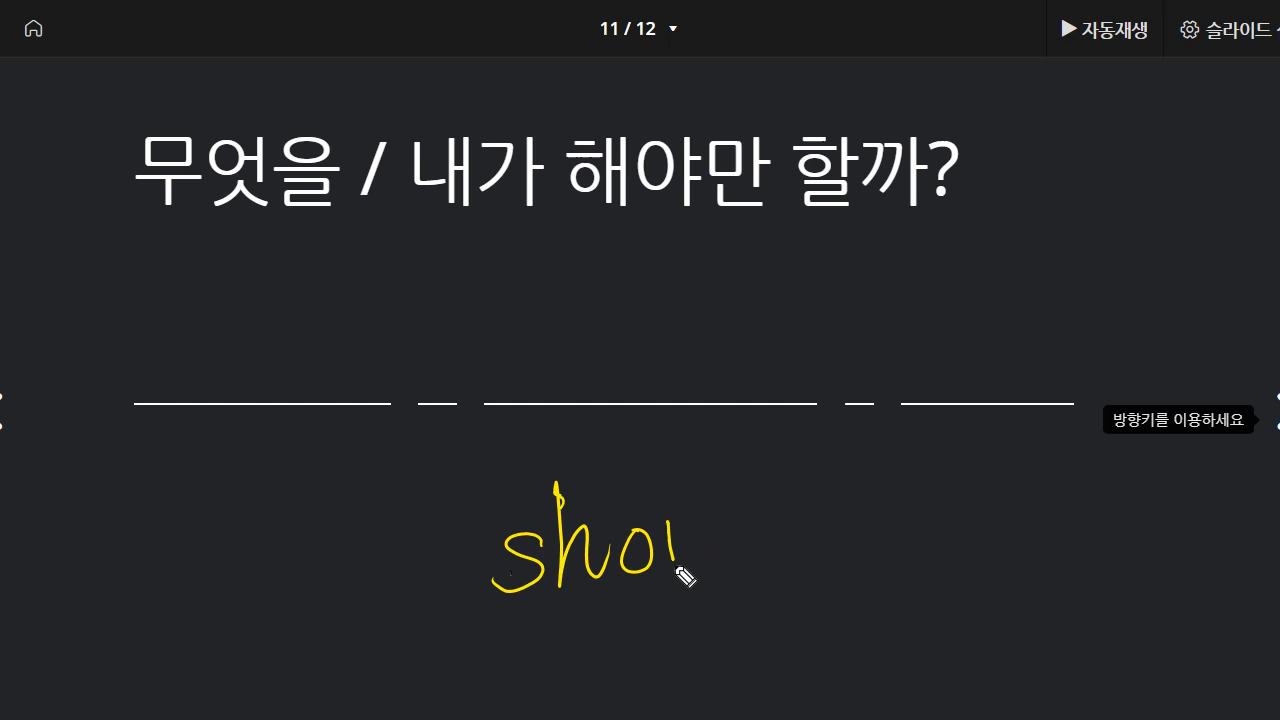 11 / 12
자동재생
슬라이드
무엇을 / 내가 해야만 할까?
방향키를 이용하세요
shou